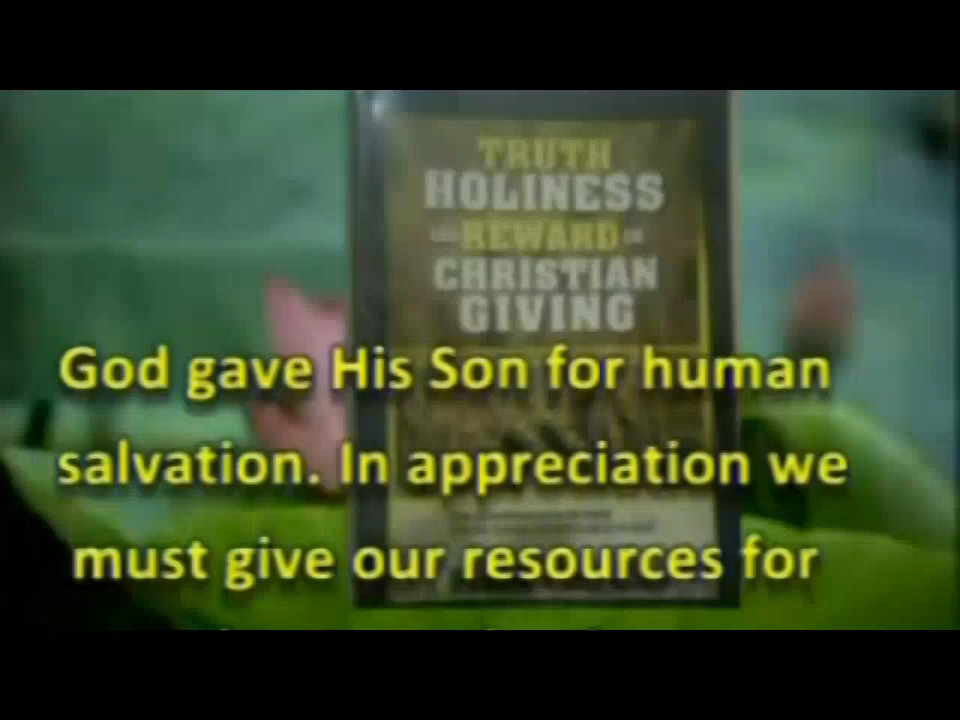 TRUTH
HOLINESS
REWARD
CHRISTIAN
GIVING
God gave His Son for human
salvation. In appreciation we
must give our resources for